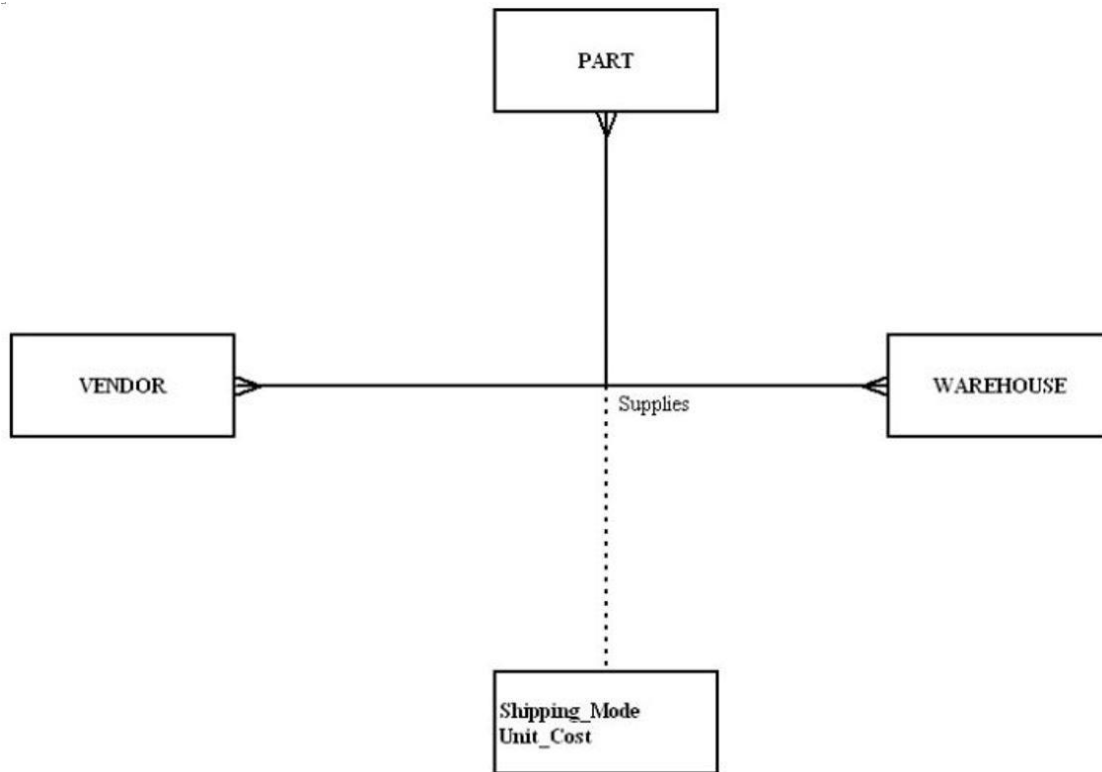 PART
VENDOR
Supplies
WAREHOUSE
Shipping_Mode
Unit_Cost